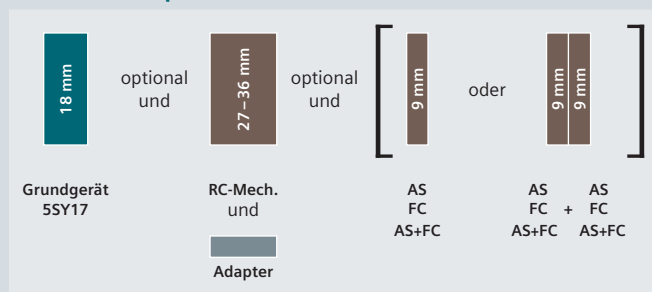 18 mm
optional
und
27–36 mm
optional
und
9 mm
oder
9 mm
9 mm
Grundgerät
5SY17
RC-Mech.
und
Adapter
AS
FC
AS+FC
AS AS
FC + FC
AS+FC AS+FC